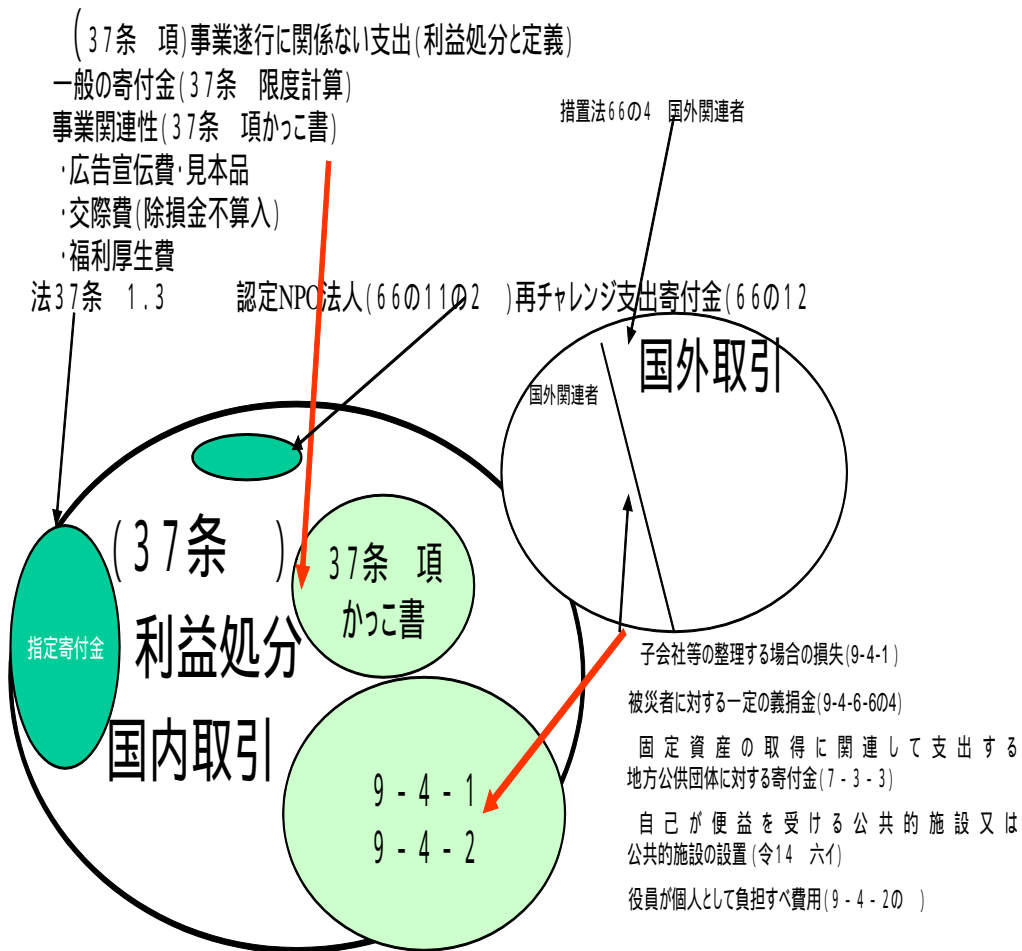 (37条　項)事業遂行に関係ない支出(利益処分と定義)
一般の寄付金(37条　限度計算)
事業関連性(37条　項かっこ書)
･広告宣伝費･見本品
･交際費(除損金不算入)
･福利厚生費
措置法66の4　国外関連者
法37条　1.3
認定NPO法人(66の11の2　)再チャレンジ支出寄付金(66の12
国外取引
国外関連者
(37条　)
利益処分
国内取引
指定寄付金
37条　項
かっこ書
9-4-1
9-4-2
子会社等の整理する場合の損失(9-4-1)
被災者に対する一定の義捐金(9-4-6-6の4)
固定資産の取得に関連して支出する
地方公供団体に対する寄付金(7-3-3)
自己が便益を受ける公共的施設又は
公共的施設の設置(令14　六イ)
役員が個人として負担すべ費用(9-4-2の　)